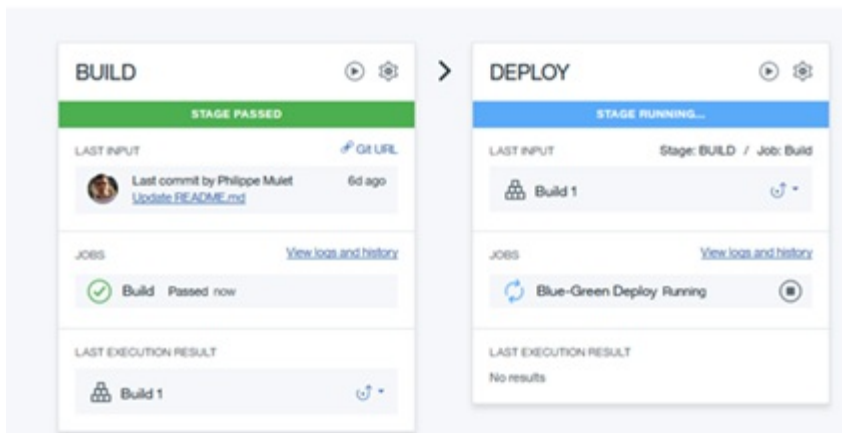 BUILD
STAGE PASSED
LAST INPUT Git URL
Last commit by Philippe Mulet 6d ago
Update README.md
JOBS View logs and history
Build Passed now
LAST EXECUTION RESULT
Build 1
DEPLOY
STAGE RUNNING...
LAST INPUT Stage: BUILD / Job: Build
Build 1
JOBS View logs and history
Blue-Green Deploy Running
LAST EXECUTION RESULT
No results